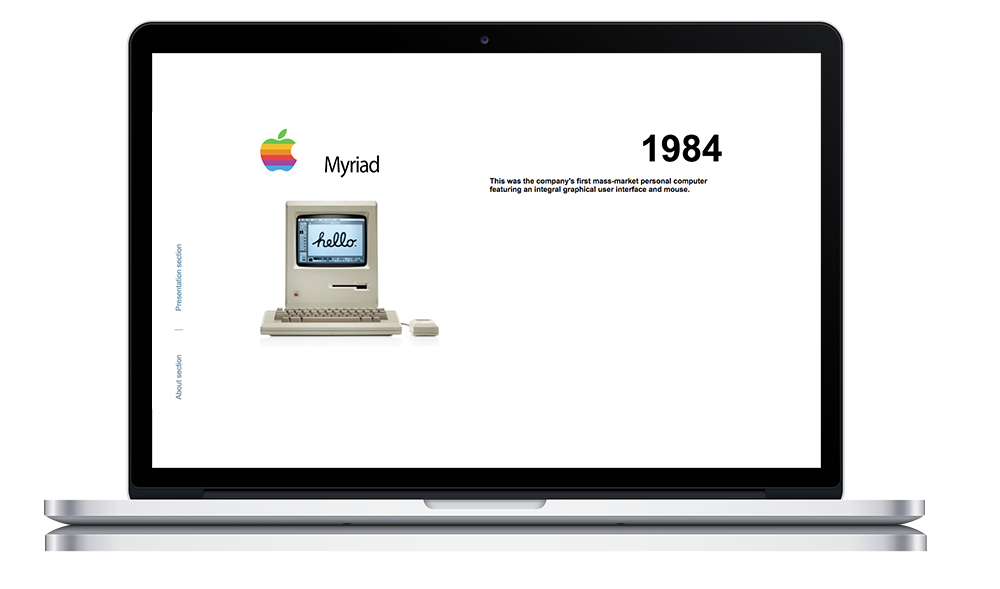 1984
Myriad
This was the company's first mass-market personal computer
featuring an integral graphical user interface and mouse.
hello.
Presentation section
|
About section